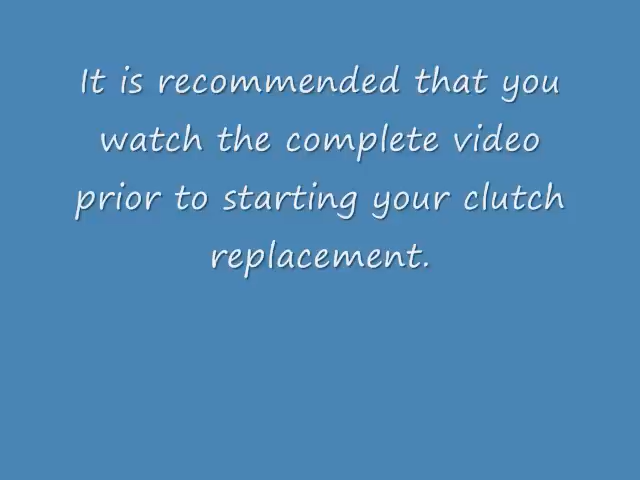 It is recommended that you
watch the complete video
prior to starting your clutch
replacement.